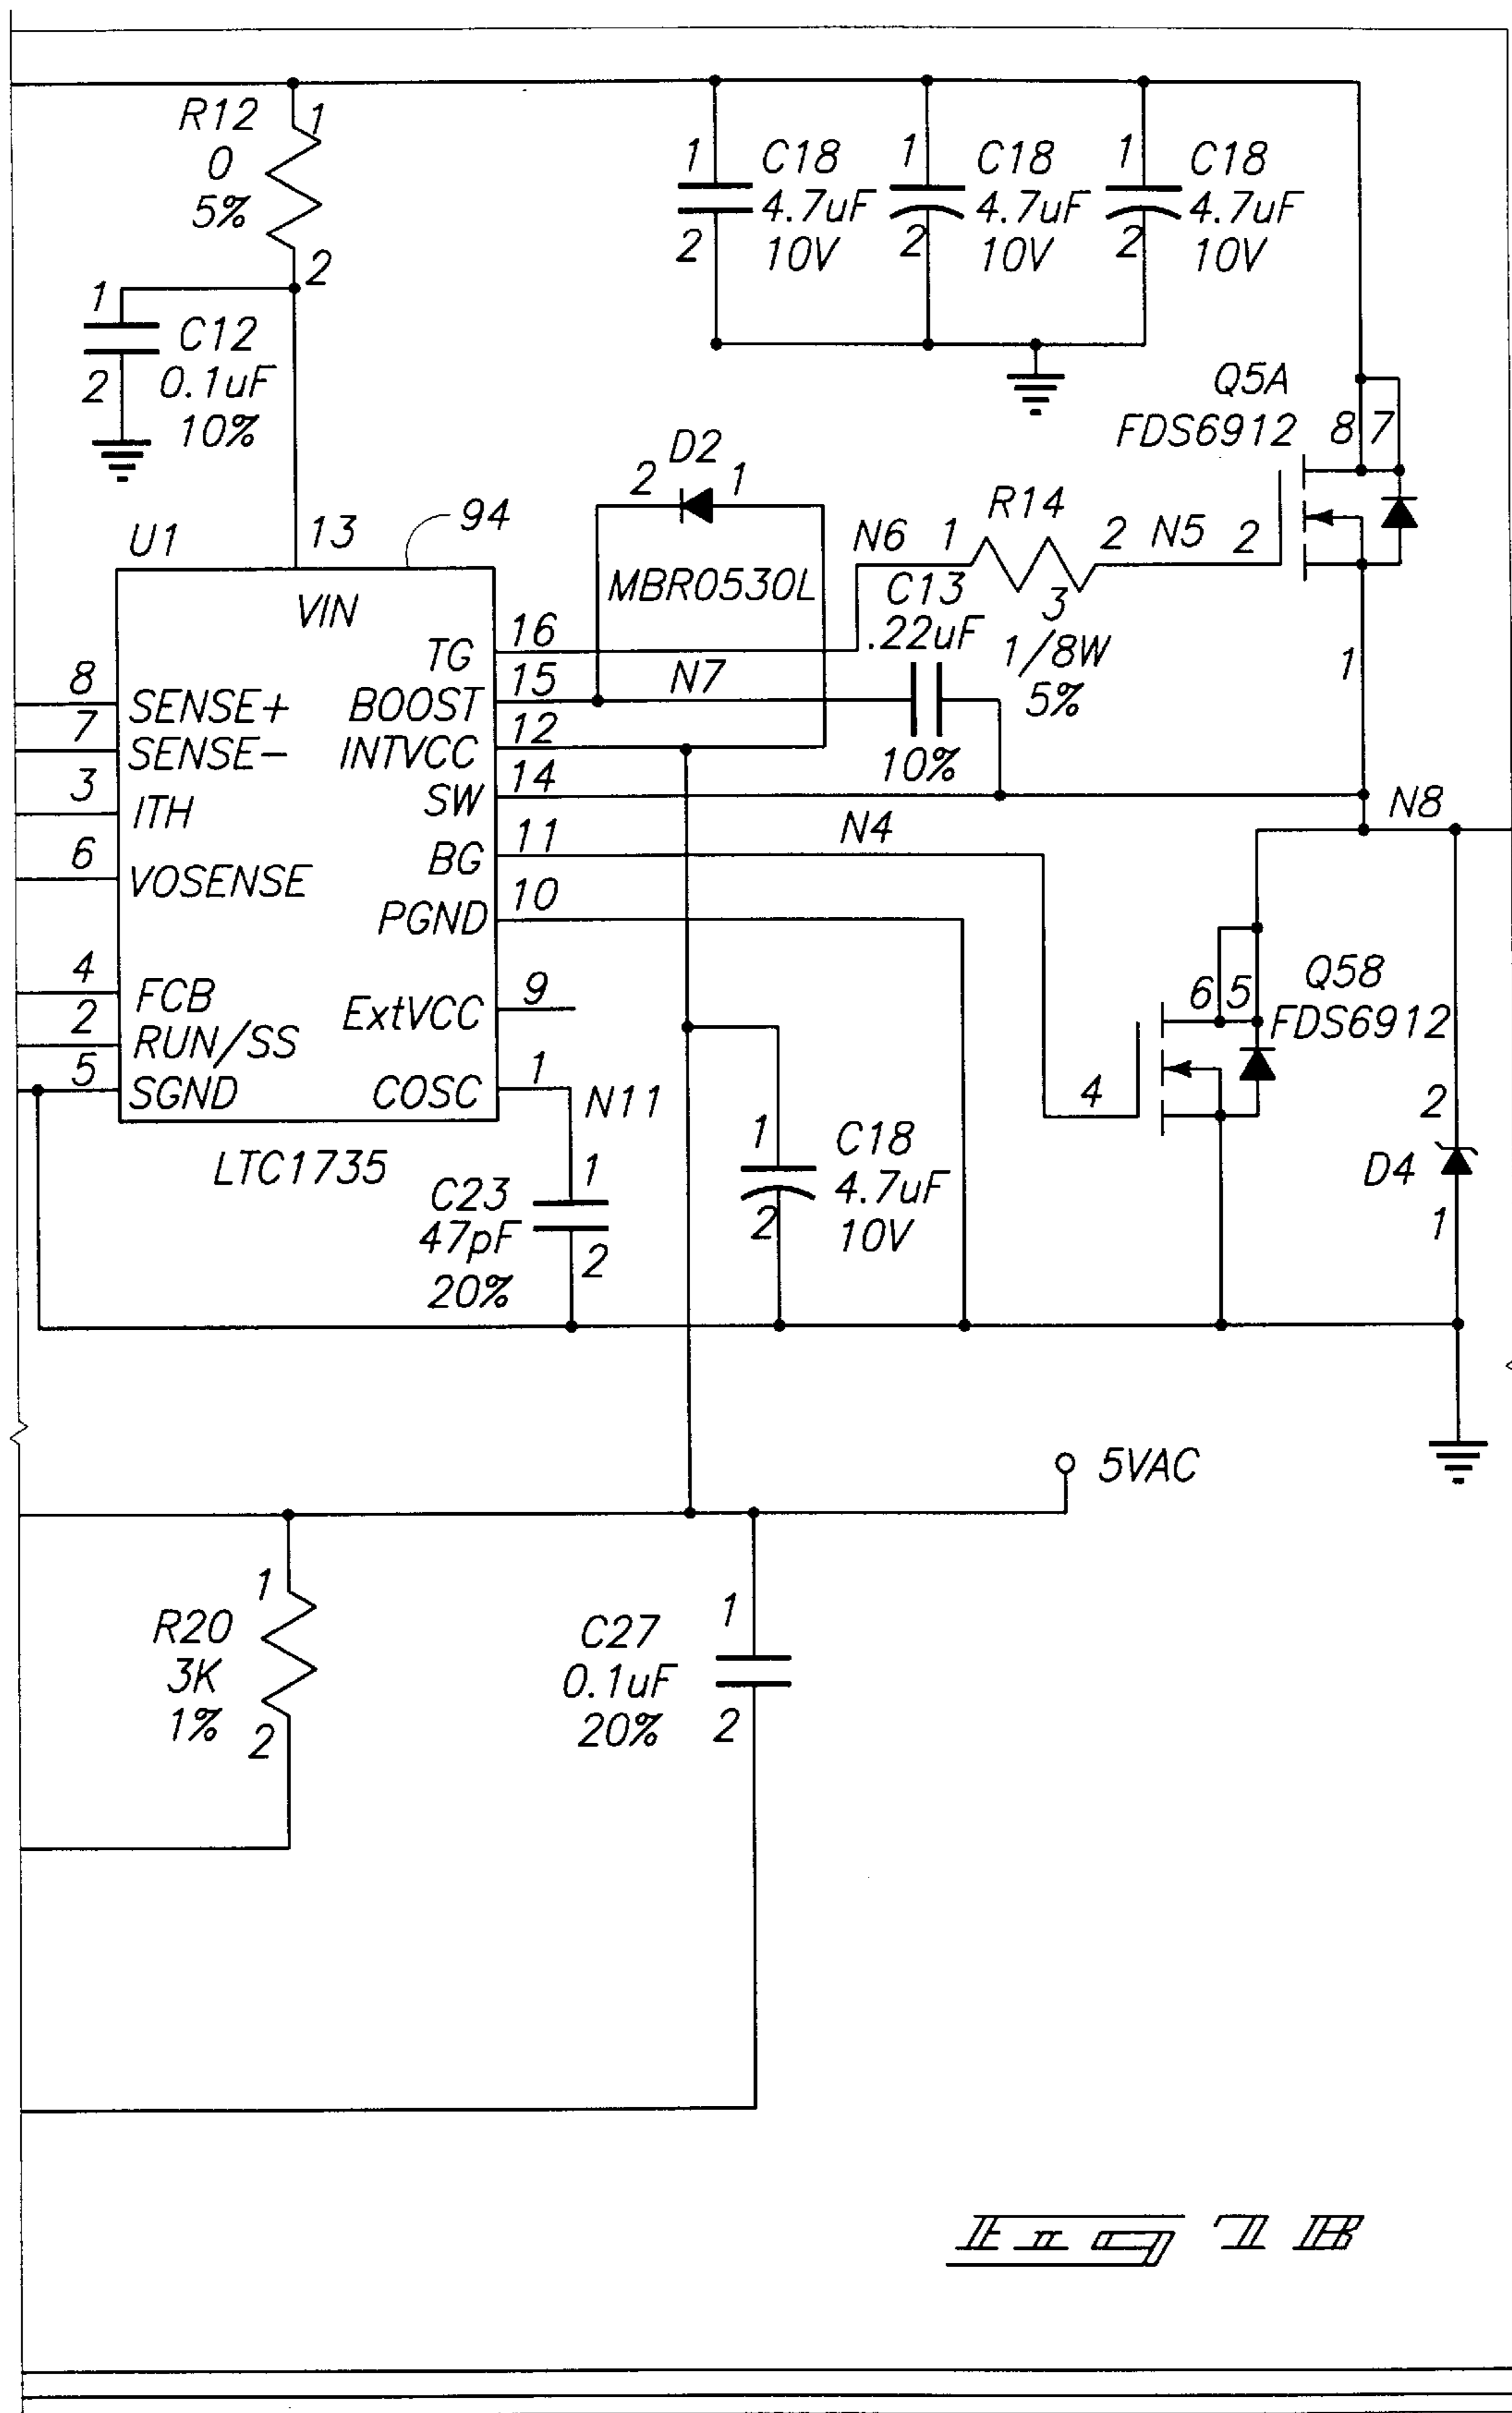 R12
0
5%
1
2
1
C12
0.1uF
10%
2
1
C18
4.7uF
10V
2
1
C18
4.7uF
10V
2
1
C18
4.7uF
10V
2
Q5A
FDS6912
8
7
2
1
D2
2
1
MBR0530L
N6
1
R14
2
N5
3
1/8W
5%
C13
.22uF
10%
U1
13
94
VIN
8
SENSE+
7
SENSE-
3
ITH
6
VOSENSE
4
FCB
2
RUN/SS
5
SGND
TG
16
BOOST
15
N7
INTVCC
12
SW
14
BG
11
N4
PGND
10
ExtVCC
9
COSC
1
N11
LTC1735
N8
6
5
Q58
FDS6912
4
2
D4
1
1
C23
47pF
20%
2
1
C18
4.7uF
10V
2
5VAC
1
R20
3K
1%
2
1
C27
0.1uF
20%
2
Fig 7B